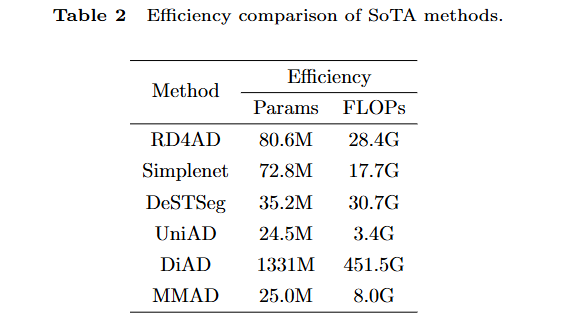 Table 2 Efficiency comparison of SoTA methods.
Method Efficiency
Params FLOPs
RD4AD 80.6M 28.4G
Simplenet 72.8M 17.7G
DeSTSeg 35.2M 30.7G
UniAD 24.5M 3.4G
DiAD 1331M 451.5G
MMAD 25.0M 8.0G